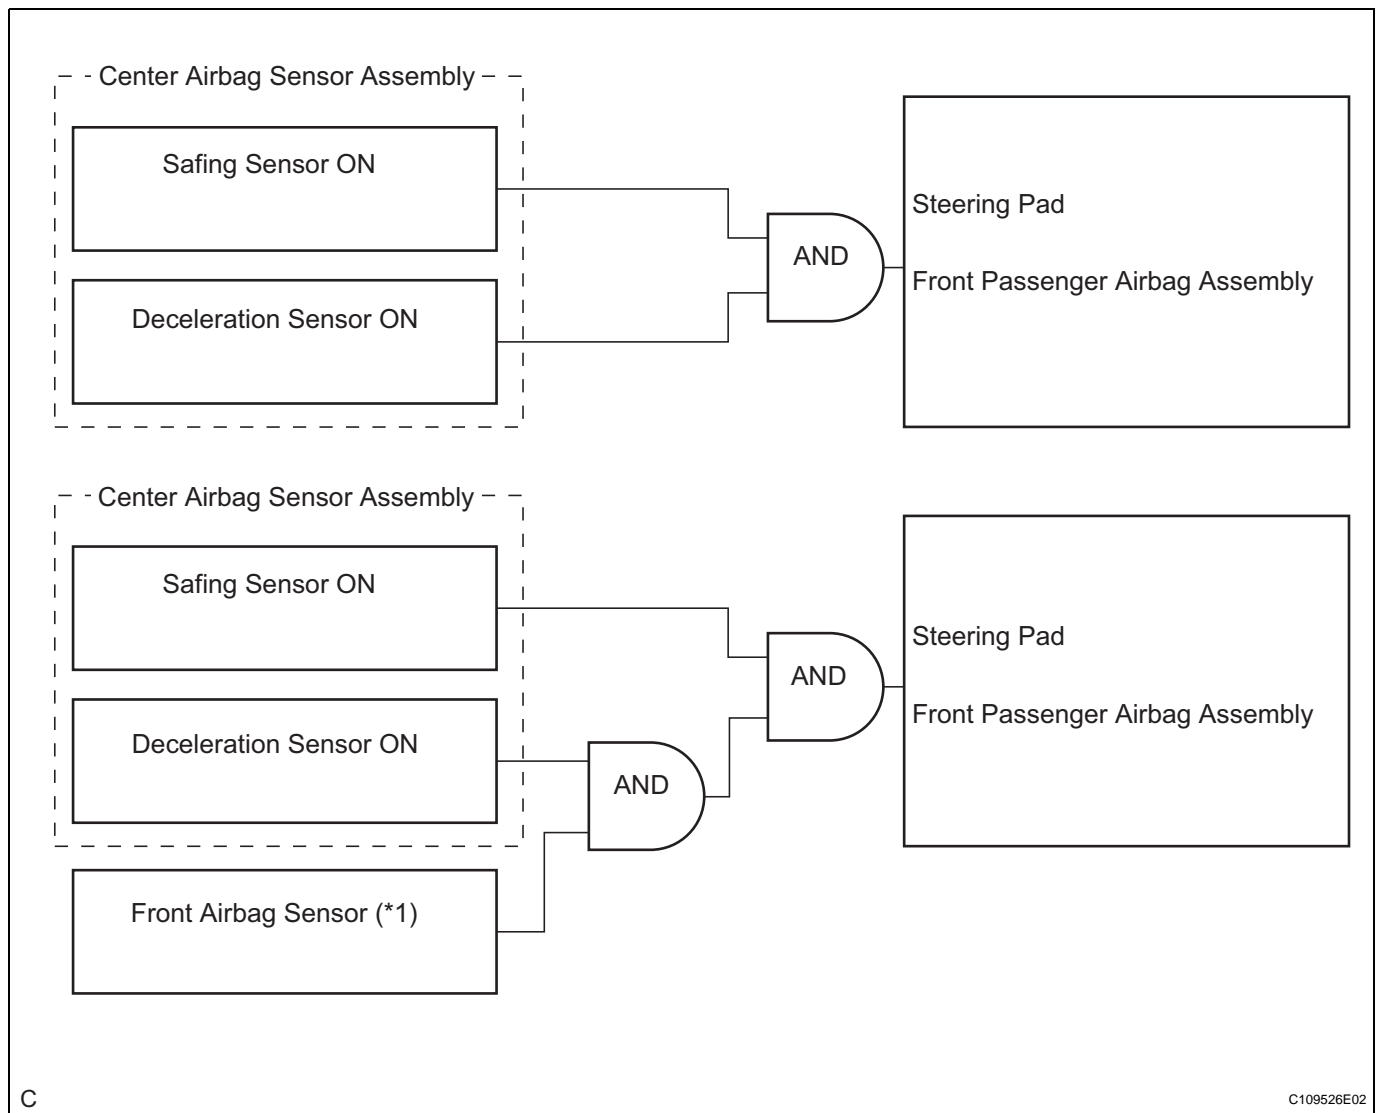 Center Airbag Sensor Assembly
Safing Sensor ON
Deceleration Sensor ON
AND
Steering Pad
Front Passenger Airbag Assembly
Center Airbag Sensor Assembly
Safing Sensor ON
Deceleration Sensor ON
Front Airbag Sensor (*1)
AND
AND
Steering Pad
Front Passenger Airbag Assembly
C
C109526E02